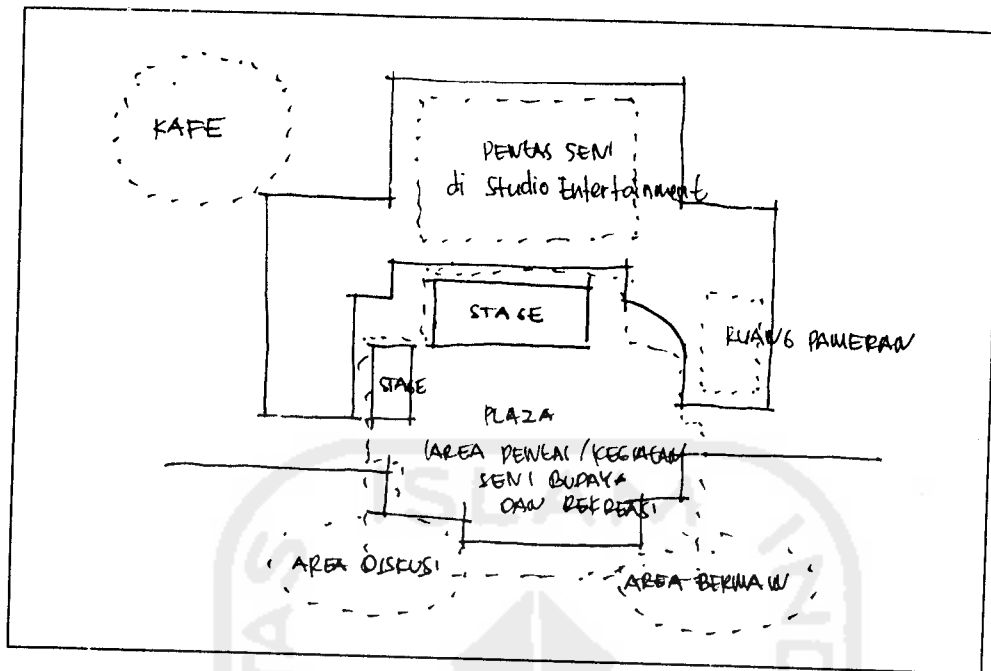 KAFE
PENTAS SENI
di Studio Entertainment
STAGE
RUANG PAMERAN
STAGE
PLAZA
(AREA PENTAS/KEGIATAN
SENI BUDAYA
DAN REKREASI
AREA DISKUSI
AREA BERMAIN
ISLAM